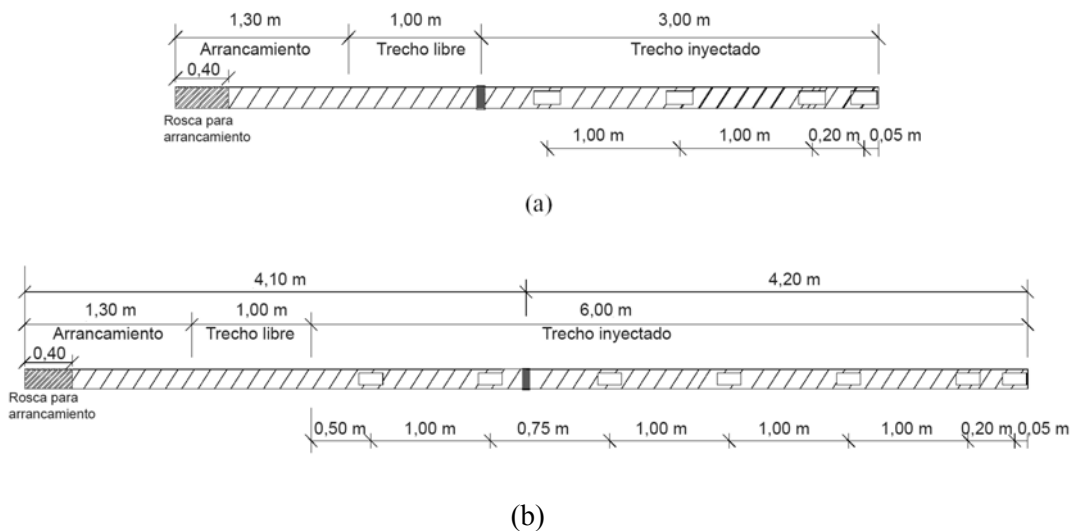 1,30 m 1,00 m 3,00 m
Arrancamiento Trecho libre Trecho inyectado
0,40
Rosca para
arrancamiento
1,00 m 1,00 m 0,20 m 0,05 m
(a)
4,10 m 4,20 m
1,30 m 1,00 m 6,00 m
Arrancamiento Trecho libre Trecho inyectado
0,40
Rosca para
arrancamiento
0,50 m 1,00 m 0,75 m 1,00 m 1,00 m 1,00 m 0,20 m 0,05 m
(b)